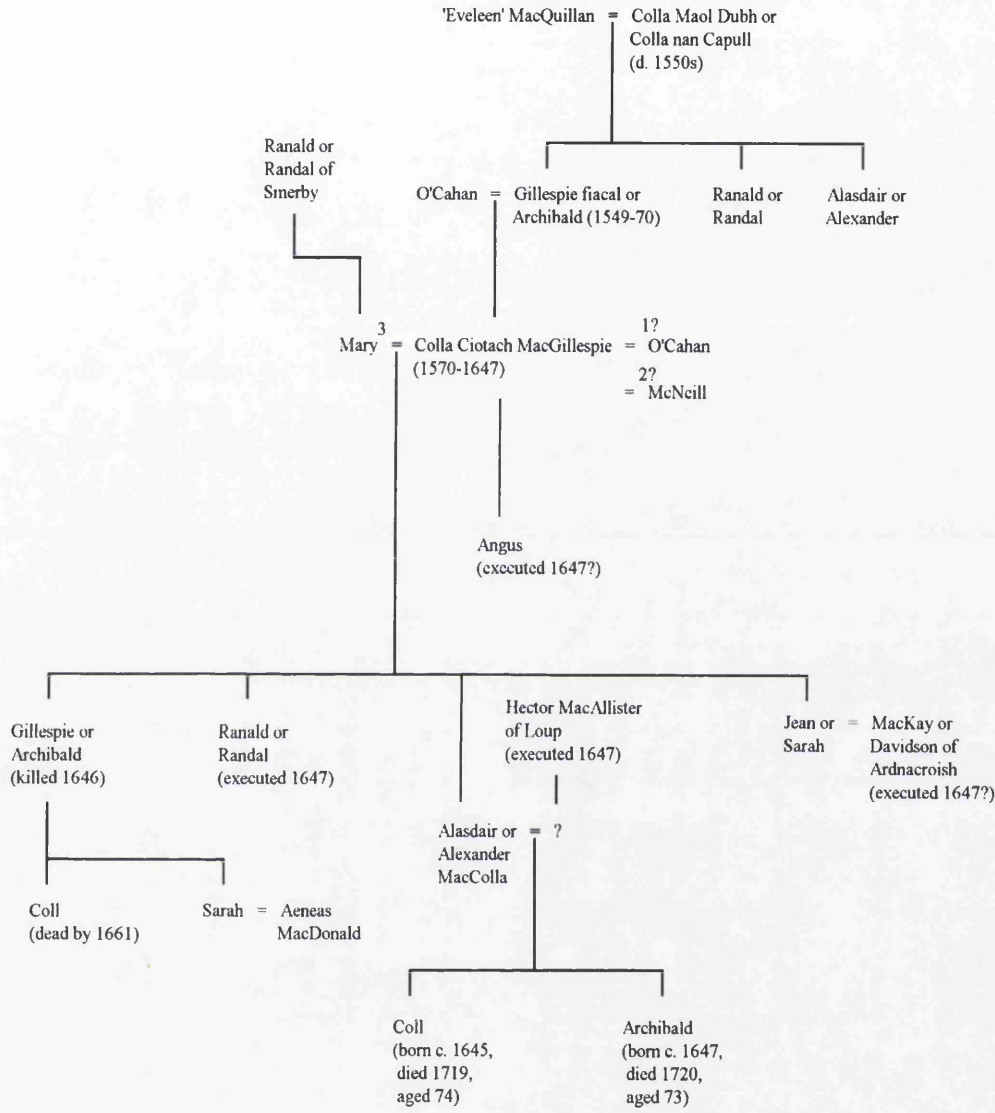 'Eveleen' MacQuillan = Colla Maol Dubh or
Colla nan Capull
(d. 1550s)
Ranald or
Randal of
Smerby
O'Cahan = Gillespie fiacal or
Archibald (1549-70)
Ranald or
Randal
Alasdair or
Alexander
3
Mary = Colla Ciotach MacGillespie
(1570-1647)
1?
= O'Cahan
2?
= McNeill
Angus
(executed 1647?)
Gillespie or
Archibald
(killed 1646)
Ranald or
Randal
(executed 1647)
Hector MacAllister
of Loup
(executed 1647)
Jean or = MacKay or
Sarah Davidson of
Ardnacroish
(executed 1647?)
Alasdair or = ?
Alexander
MacColla
Coll
(dead by 1661)
Sarah = Aeneas
MacDonald
Coll
(born c. 1645,
died 1719,
aged 74)
Archibald
(born c. 1647,
died 1720,
aged 73)